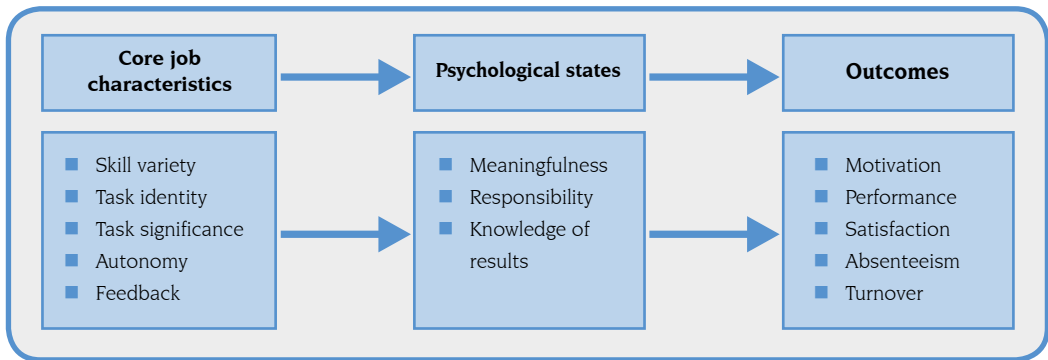 Core job
characteristics
Psychological states
Outcomes
Skill variety
Task identity
Task significance
Autonomy
Feedback
Meaningfulness
Responsibility
Knowledge of
results
Motivation
Performance
Satisfaction
Absenteeism
Turnover